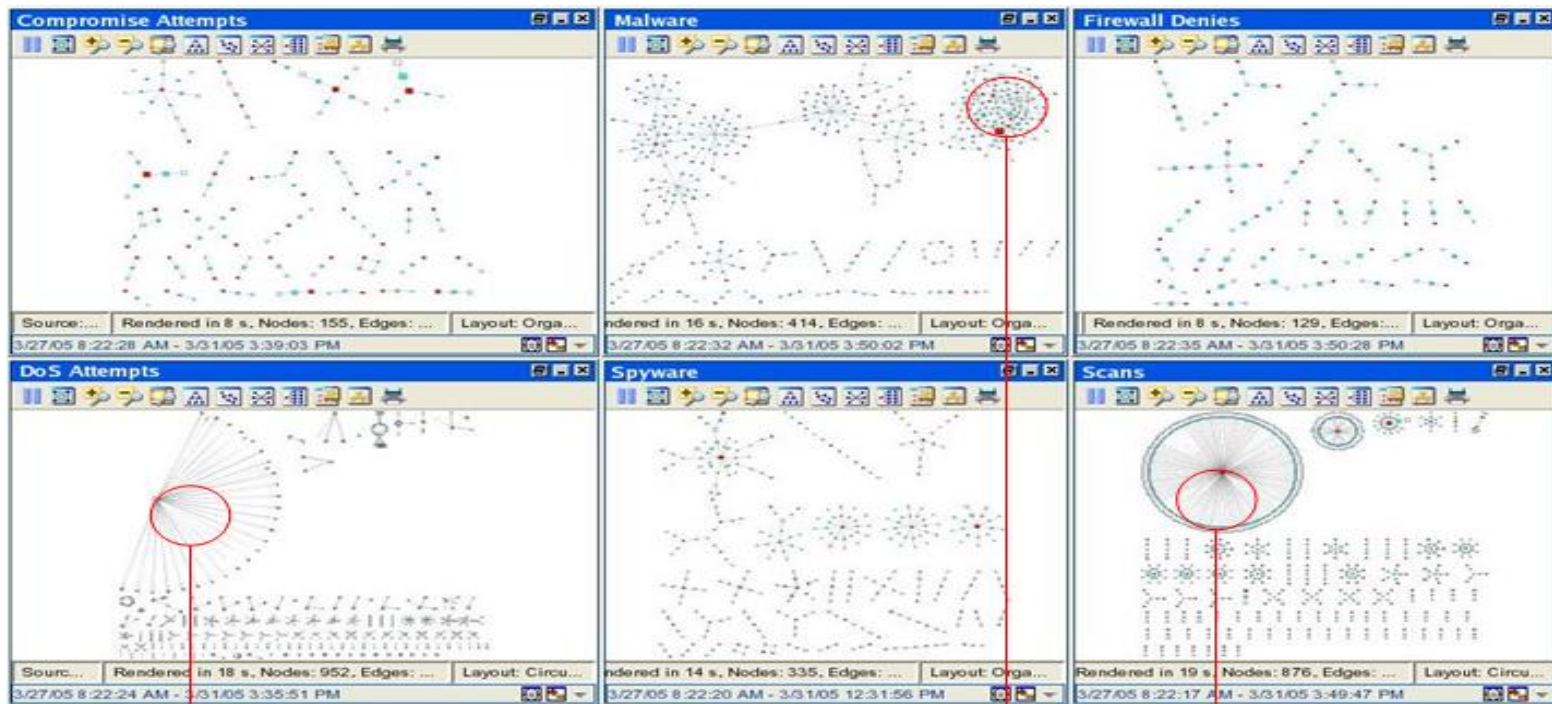 Compromise Attempts
Source:... Rendered in 8 s, Nodes: 155, Edges: ... Layout: Orga...
3/27/05 8:22:28 AM - 3/31/05 3:39:03 PM
Malware
ndered in 16 s, Nodes: 414, Edges: ... Layout: Orga...
3/27/05 8:22:32 AM - 3/31/05 3:50:02 PM
Firewall Denies
Rendered in 8 s, Nodes: 129, Edges:... Layout: Orga...
3/27/05 8:22:35 AM - 3/31/05 3:50:28 PM
DoS Attempts
Sourc... Rendered in 18 s, Nodes: 952, Edges: ... Layout: Circu...
3/27/05 8:22:24 AM - 3/31/05 3:35:51 PM
Spyware
ndered in 14 s, Nodes: 335, Edges: ... Layout: Orga...
3/27/05 8:22:20 AM - 3/31/05 12:31:56 PM
Scans
Rendered in 19 s, Nodes: 876, Edges: ... Layout: Circu...
3/27/05 8:22:17 AM - 3/31/05 3:49:47 PM